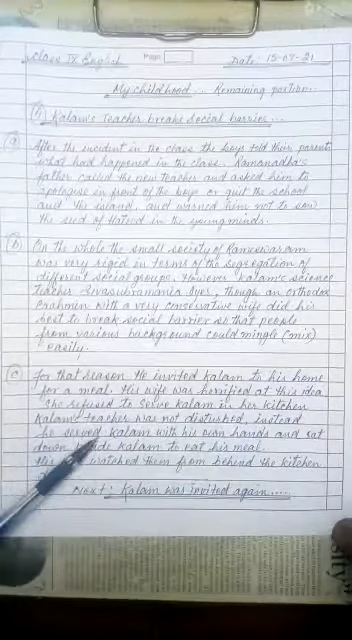 Class IX English Page Date: 15-07-21
My childhood... Remaining portion:
① Kalam's Teacher breaks Social barriers...
(a) After the incident in the class the boys told their parents
what had happened in the class. Ramanadha's
father called the new teacher and asked him to
apologise in front of the boys or quit the school
and the island, and warned him not to sow
the seed of Hatred in the young minds.
(b) On the whole the small society of Rameswaram
was very rigid in terms of the segregation of
different social groups. However Kalam's science
Teacher Sivasubramania Iyer, though an orthodox
Brahmin with a very conservative wife did his
best to break social barrier so that people
from various background could mingle (mix)
easily.
(c) for that reason He invited Kalam to his home
for a meal. His wife was horrified at this idea
She refused to serve Kalam in her kitchen
Kalam's teacher was not disturbed, instead
he served Kalam with his own hands and sat
down Kalam to eat his meal.
His watched them from behind the kitchen
Next: Kalam was invited again....